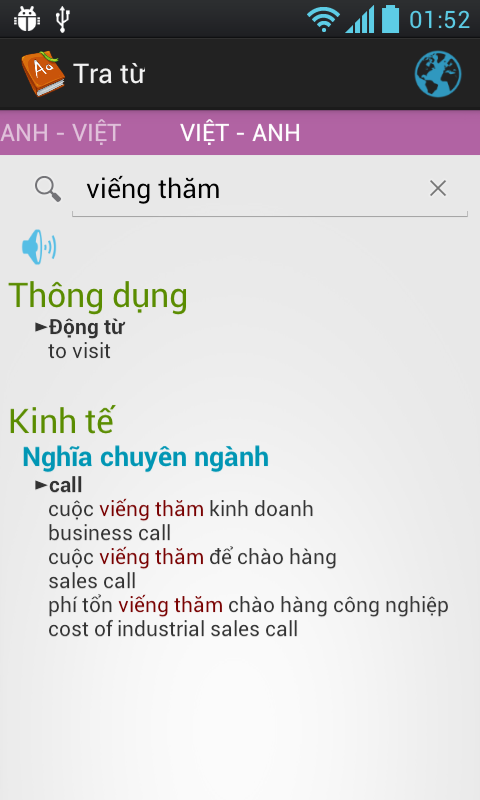 01:52
Tra từ
ANH - VIỆT VIỆT - ANH
viếng thăm
Thông dụng
►Động từ
to visit
Kinh tế
Nghĩa chuyên ngành
►call
cuộc viếng thăm kinh doanh
business call
cuộc viếng thăm để chào hàng
sales call
phí tổn viếng thăm chào hàng công nghiệp
cost of industrial sales call